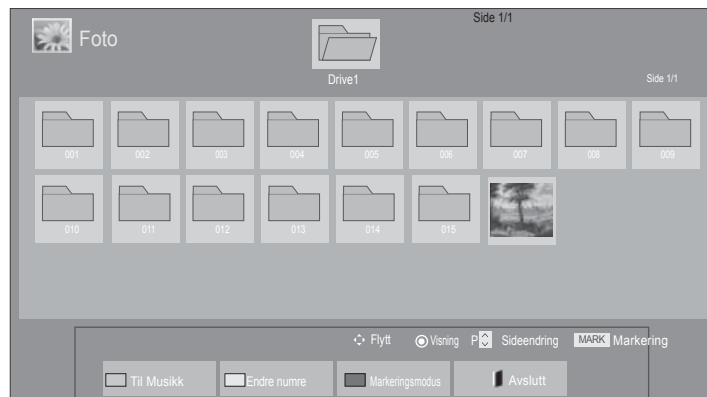 Side 1/1
Foto
Drive1
Side 1/1
001 002 003 004 005 006 007 008 009
010 011 012 013 014 015
Flytt Visning P Sideendring MARK Markering
Til Musikk Endre numre Markeringsmodus Avslutt